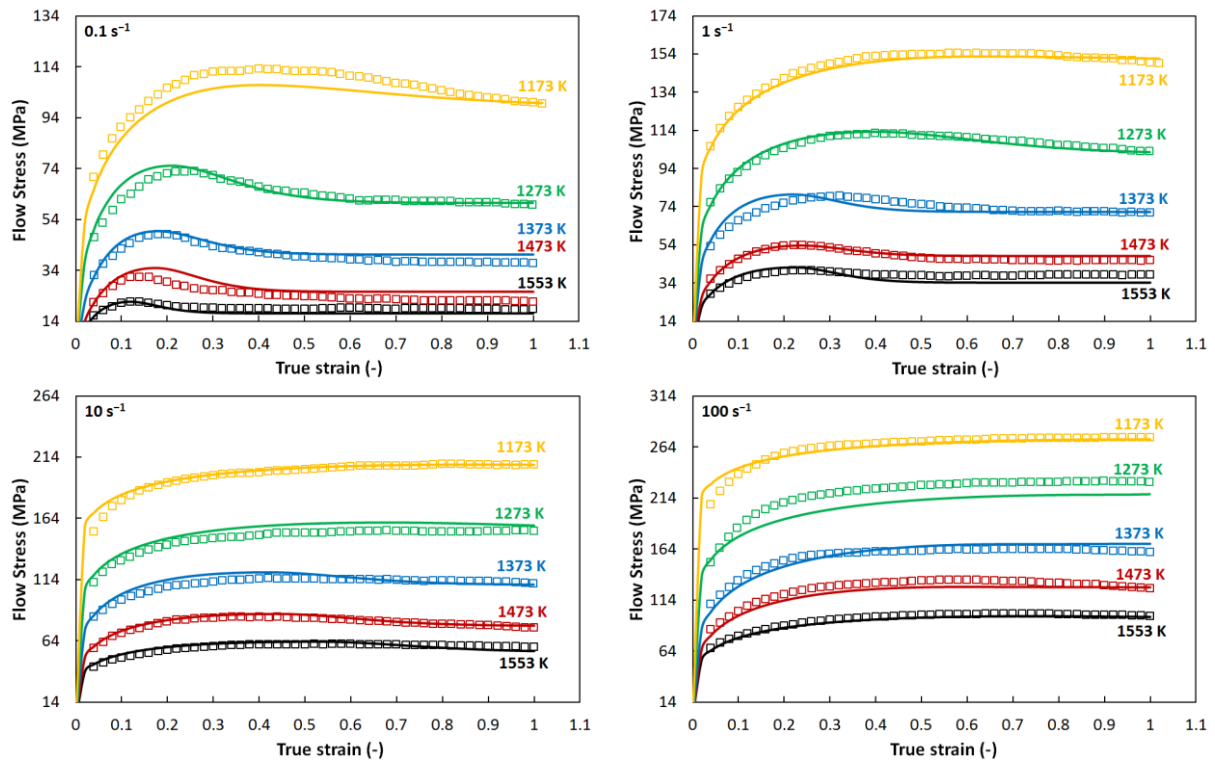 0.1 s⁻¹
Flow Stress (MPa)
134
114
94
74
54
34
14
1173 K
1273 K
1373 K
1473 K
1553 K
0 0.1 0.2 0.3 0.4 0.5 0.6 0.7 0.8 0.9 1 1.1
True strain (-)
1 s⁻¹
Flow Stress (MPa)
174
154
134
114
94
74
54
34
14
1173 K
1273 K
1373 K
1473 K
1553 K
0 0.1 0.2 0.3 0.4 0.5 0.6 0.7 0.8 0.9 1 1.1
True strain (-)
10 s⁻¹
Flow Stress (MPa)
264
214
164
114
64
14
1173 K
1273 K
1373 K
1473 K
1553 K
0 0.1 0.2 0.3 0.4 0.5 0.6 0.7 0.8 0.9 1 1.1
True strain (-)
100 s⁻¹
Flow Stress (MPa)
314
264
214
164
114
64
14
1173 K
1273 K
1373 K
1473 K
1553 K
0 0.1 0.2 0.3 0.4 0.5 0.6 0.7 0.8 0.9 1 1.1
True strain (-)